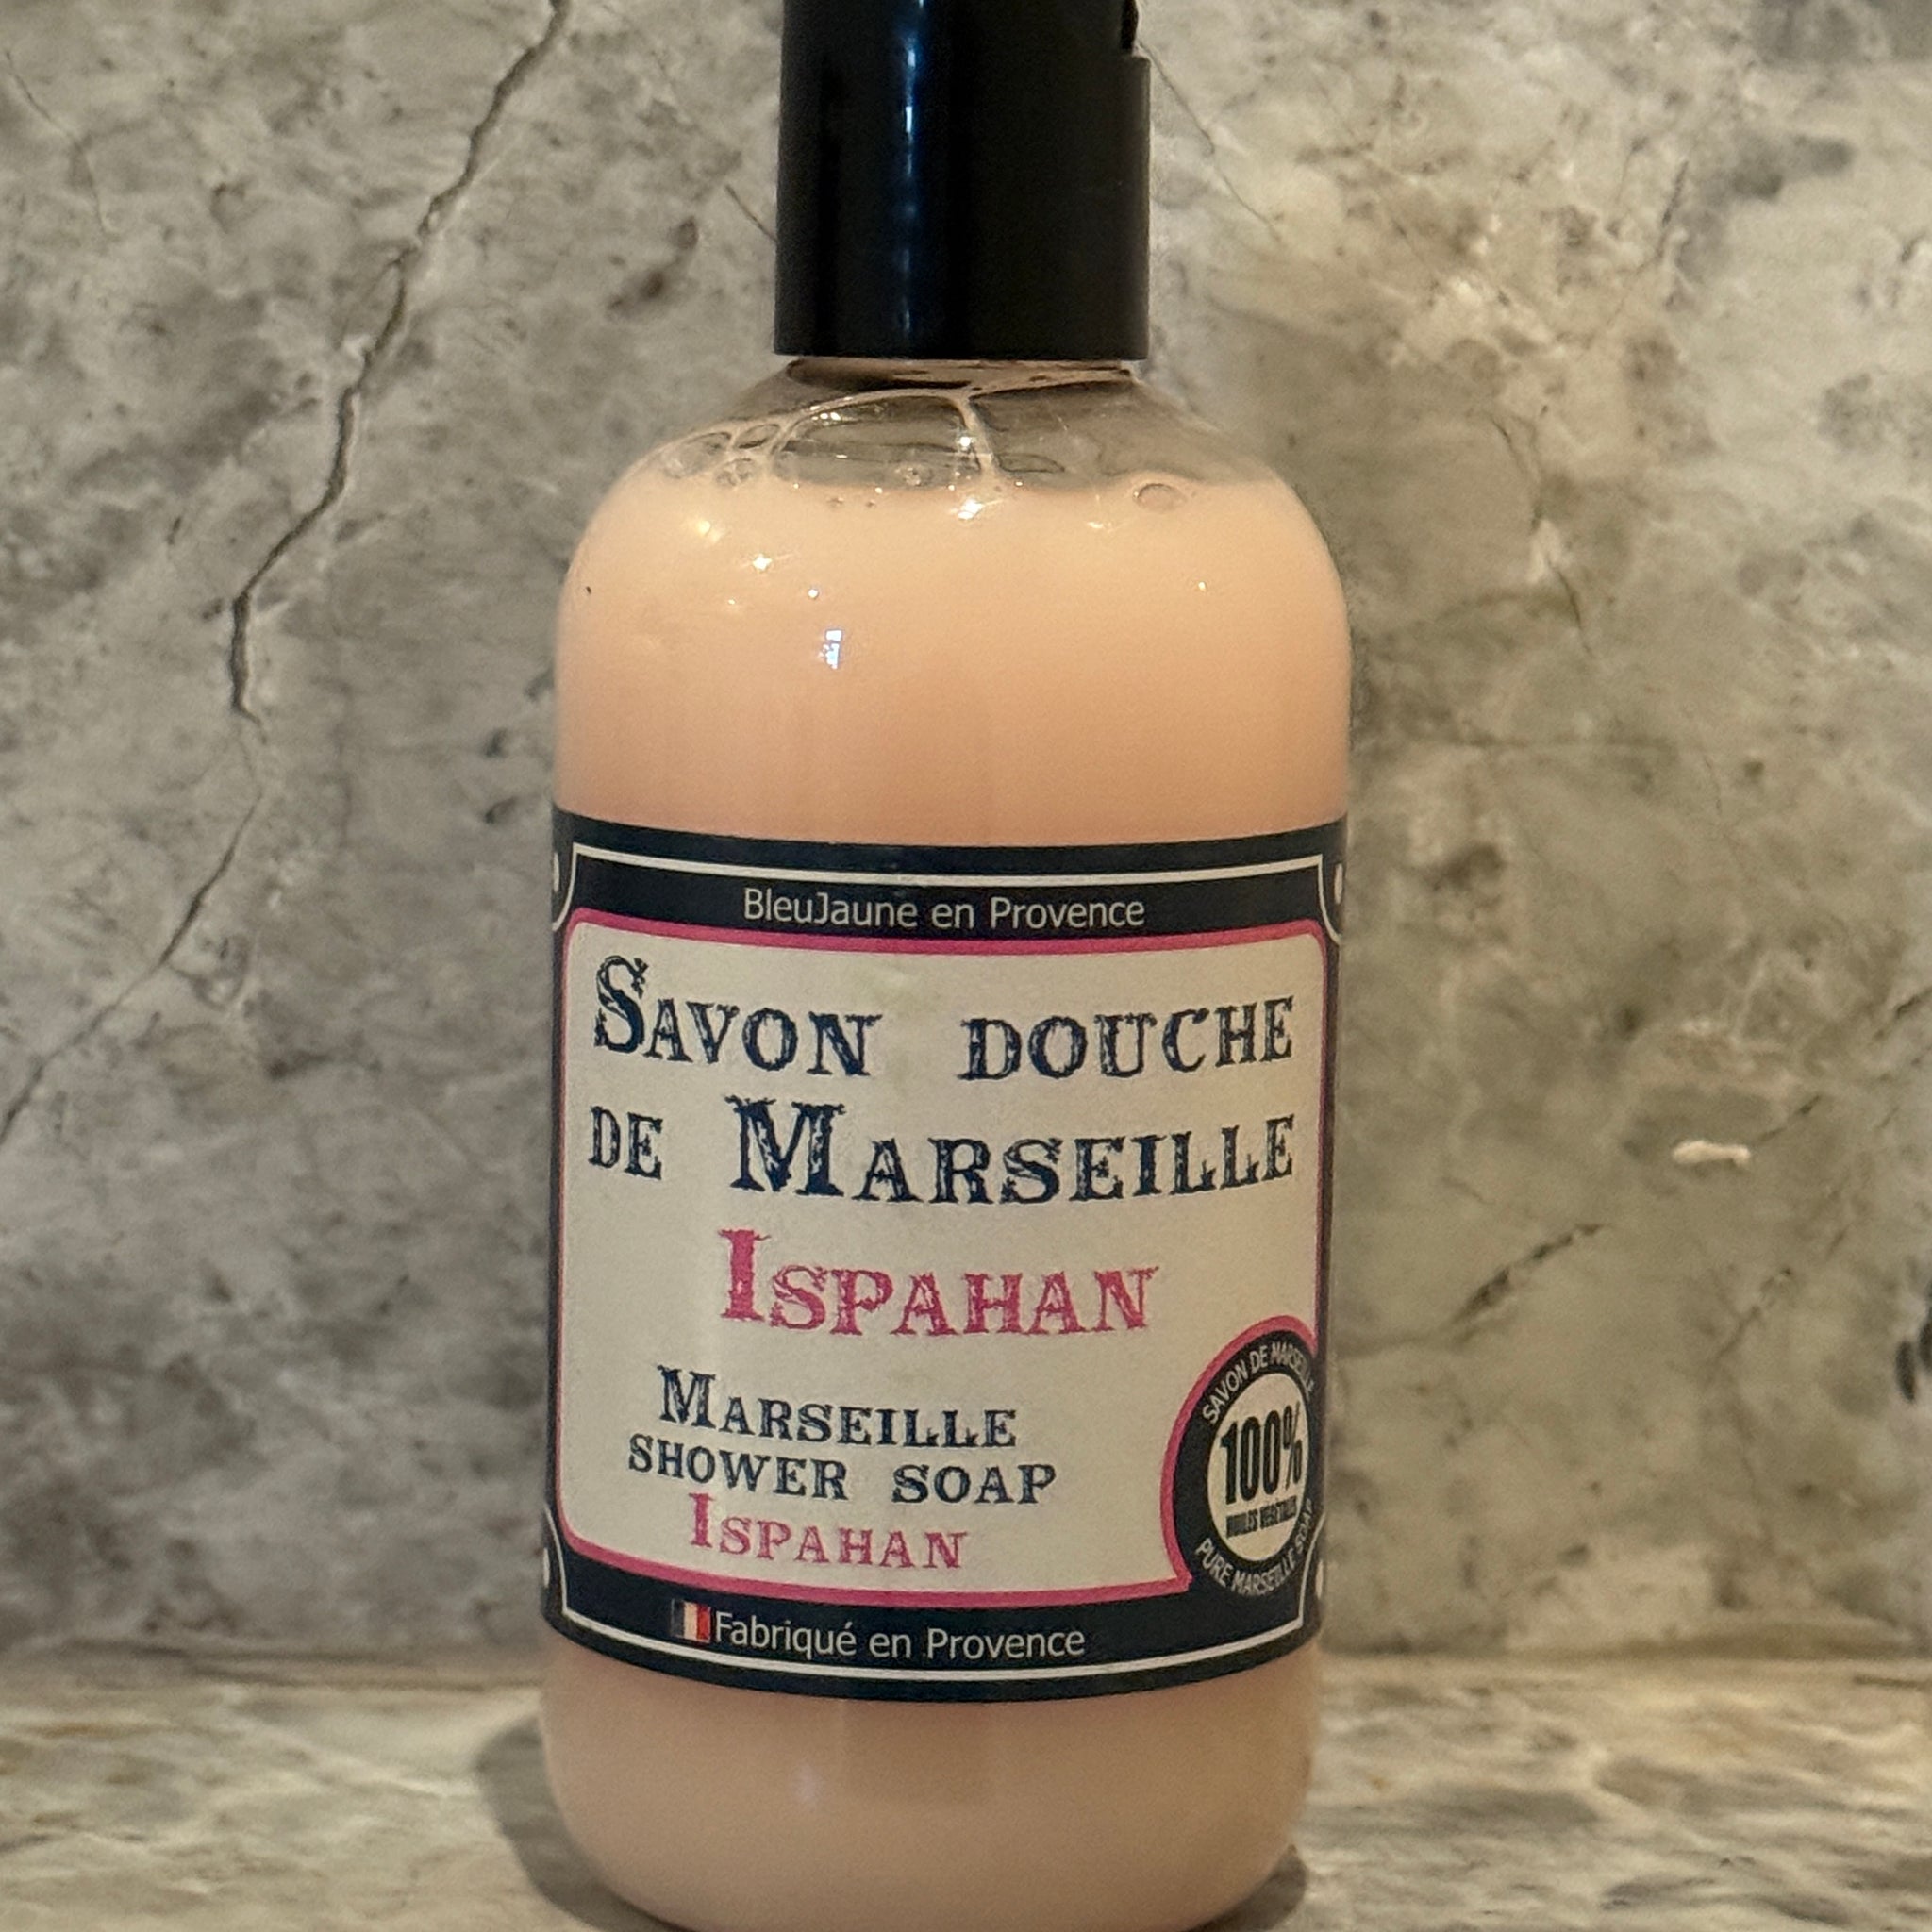 BleuJaune en Provence
Savon douche
de Marseille
Ispahan
Marseille
shower soap
Ispahan
SAVON DE MARSEILLE
100%
HUILES VÉGÉTALES
PURE MARSEILLE SOAP
Fabriqué en Provence